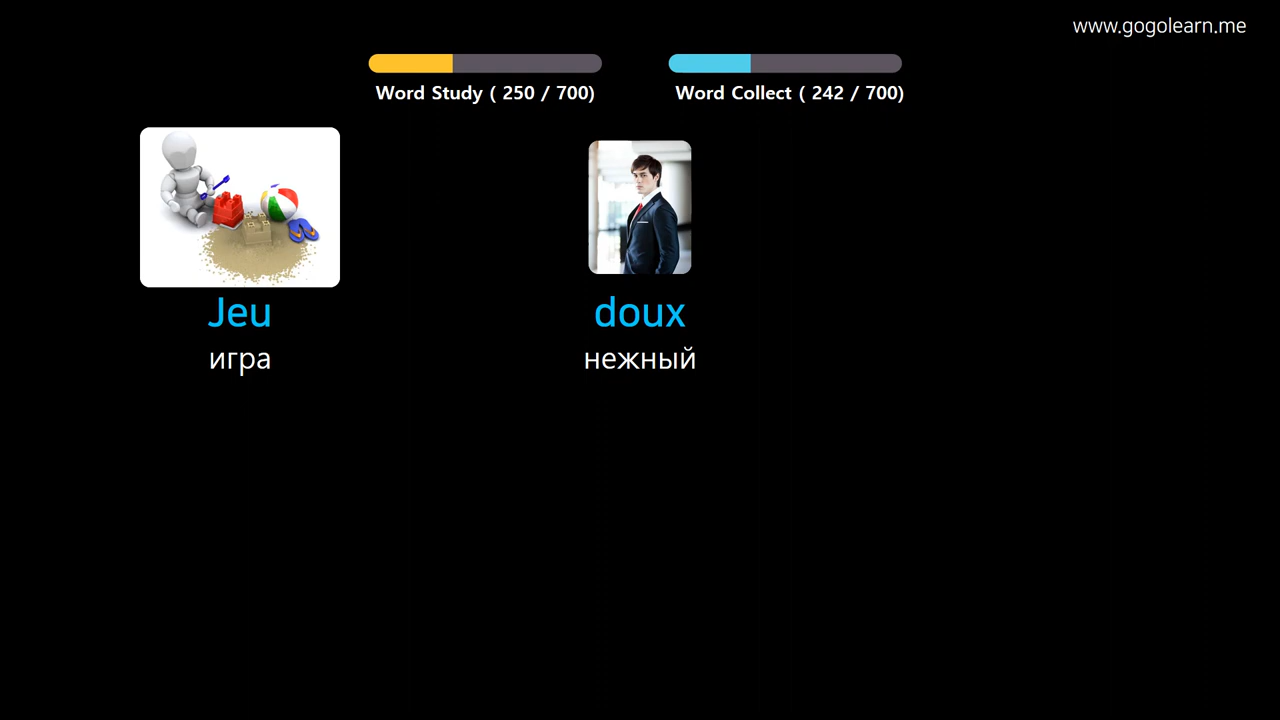 www.gogolearn.me
Word Study ( 250 / 700)
Word Collect ( 242 / 700)
Jeu
doux
игра
нежный